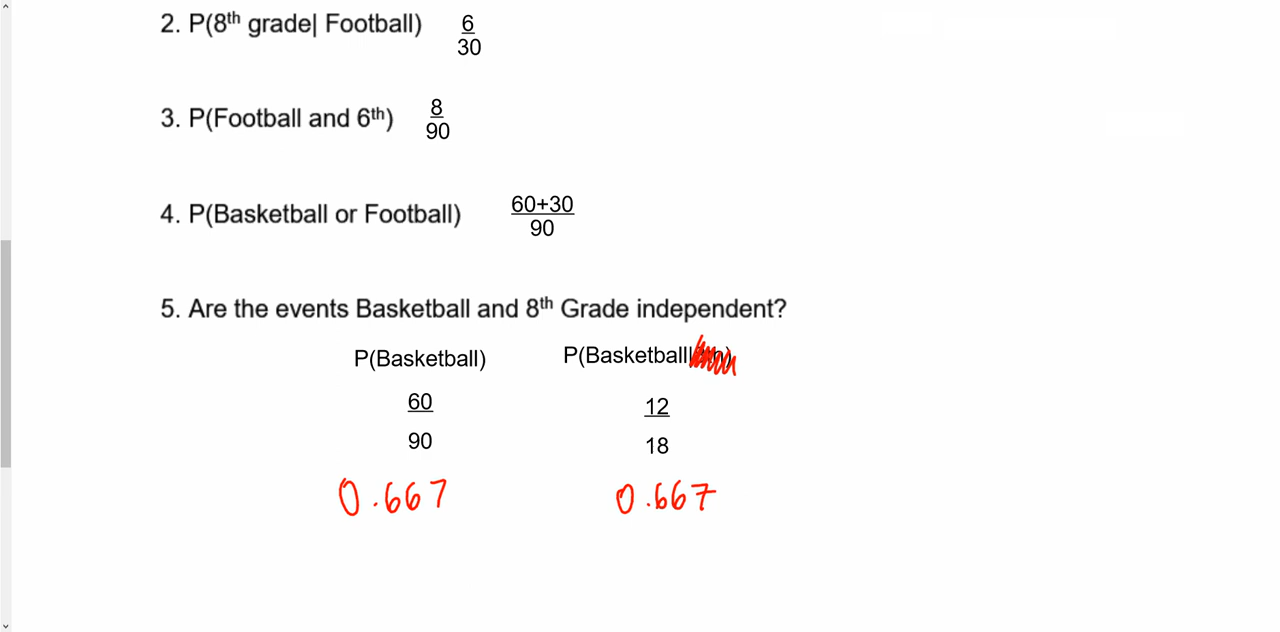 2. P(8th grade| Football) 6
30
3. P(Football and 6th) 8
90
4. P(Basketball or Football) 60+30
90
5. Are the events Basketball and 8th Grade independent?
P(Basketball) P(Basketball|
60 12
90 18
0.667 0.667